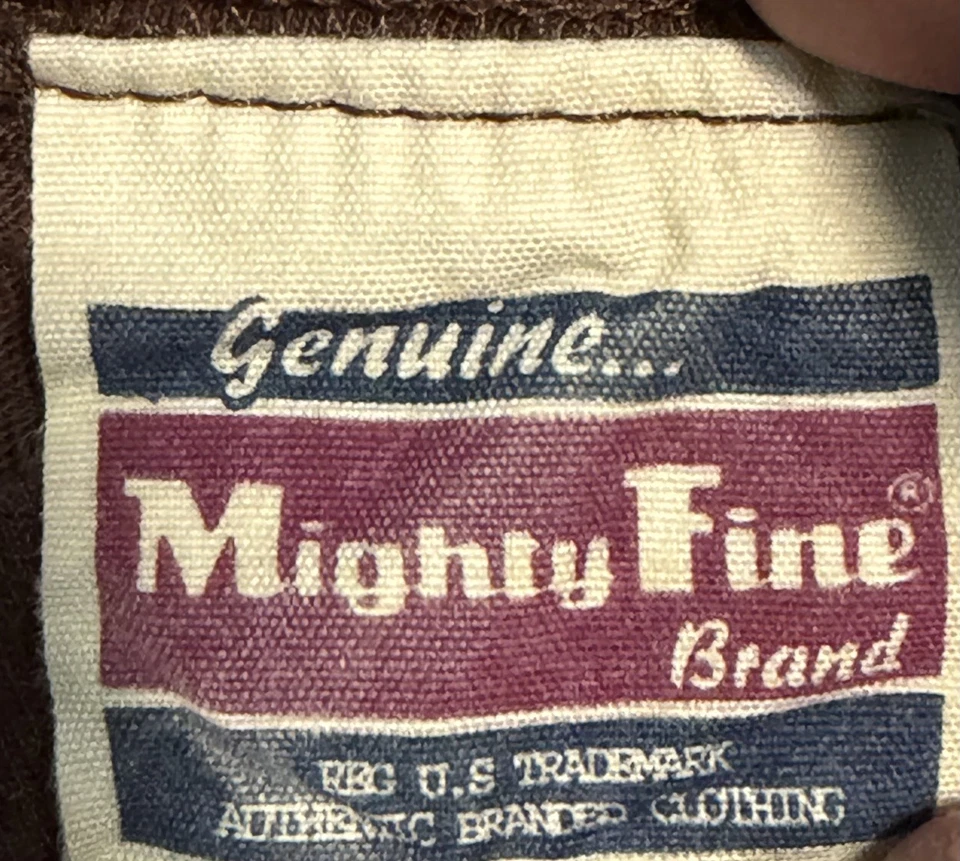 Genuine...
Mighty Fine®
Brand
REG U.S TRADEMARK
AUTHENTIC BRANDED CLOTHING